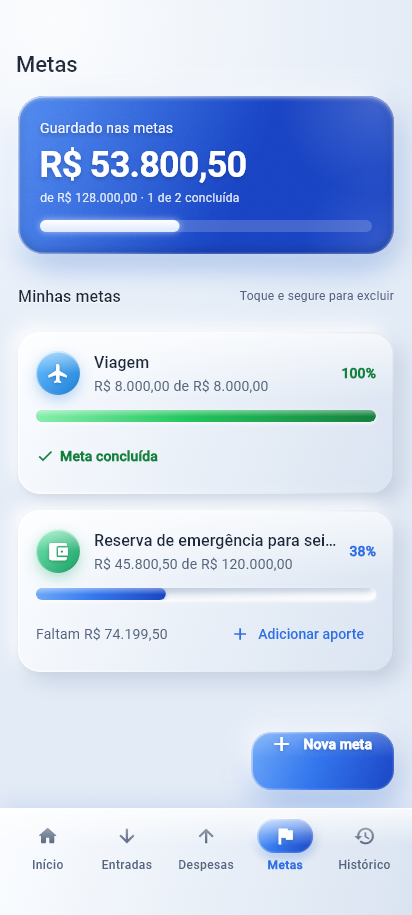 Metas
Guardado nas metas
R$ 53.800,50
de R$ 128.000,00 · 1 de 2 concluída
Minhas metas
Toque e segure para excluir
Viagem
R$ 8.000,00 de R$ 8.000,00
100%
Meta concluída
Reserva de emergência para sei...
R$ 45.800,50 de R$ 120.000,00
38%
Faltam R$ 74.199,50
Adicionar aporte
Nova meta
Início
Entradas
Despesas
Metas
Histórico